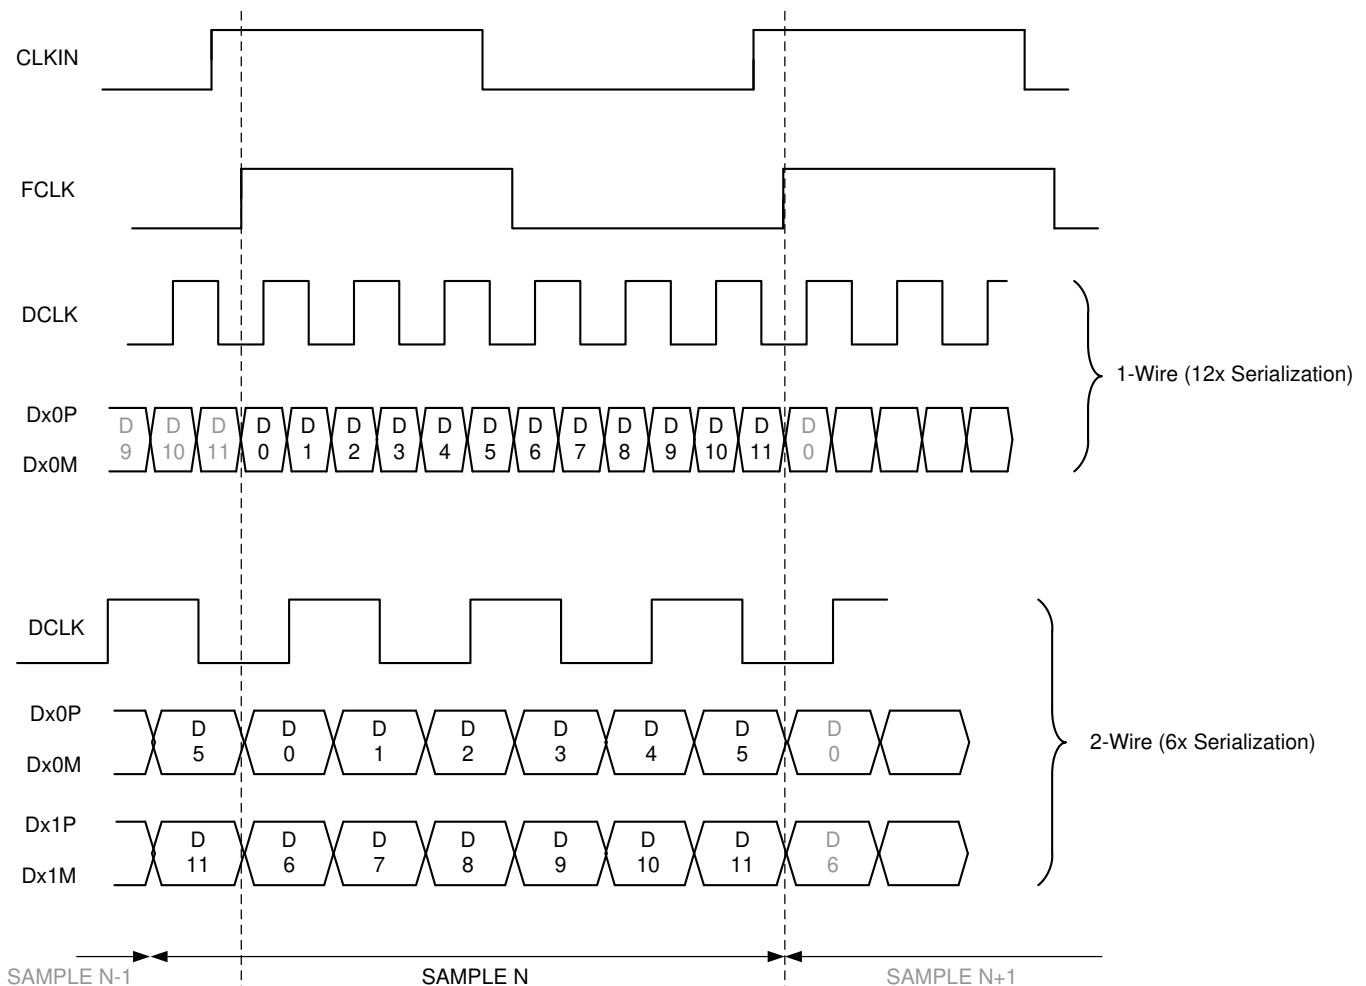 CLKIN
FCLK
DCLK
1-Wire (12x Serialization)
Dx0P
D D D D D D D D D D D D D D D D
9 10 11 0 1 2 3 4 5 6 7 8 9 10 11 0
Dx0M
DCLK
Dx0P
D D D D D D D D
5 0 1 2 3 4 5 0
Dx0M
2-Wire (6x Serialization)
Dx1P
D D D D D D D D
11 6 7 8 9 10 11 6
Dx1M
SAMPLE N-1 SAMPLE N SAMPLE N+1